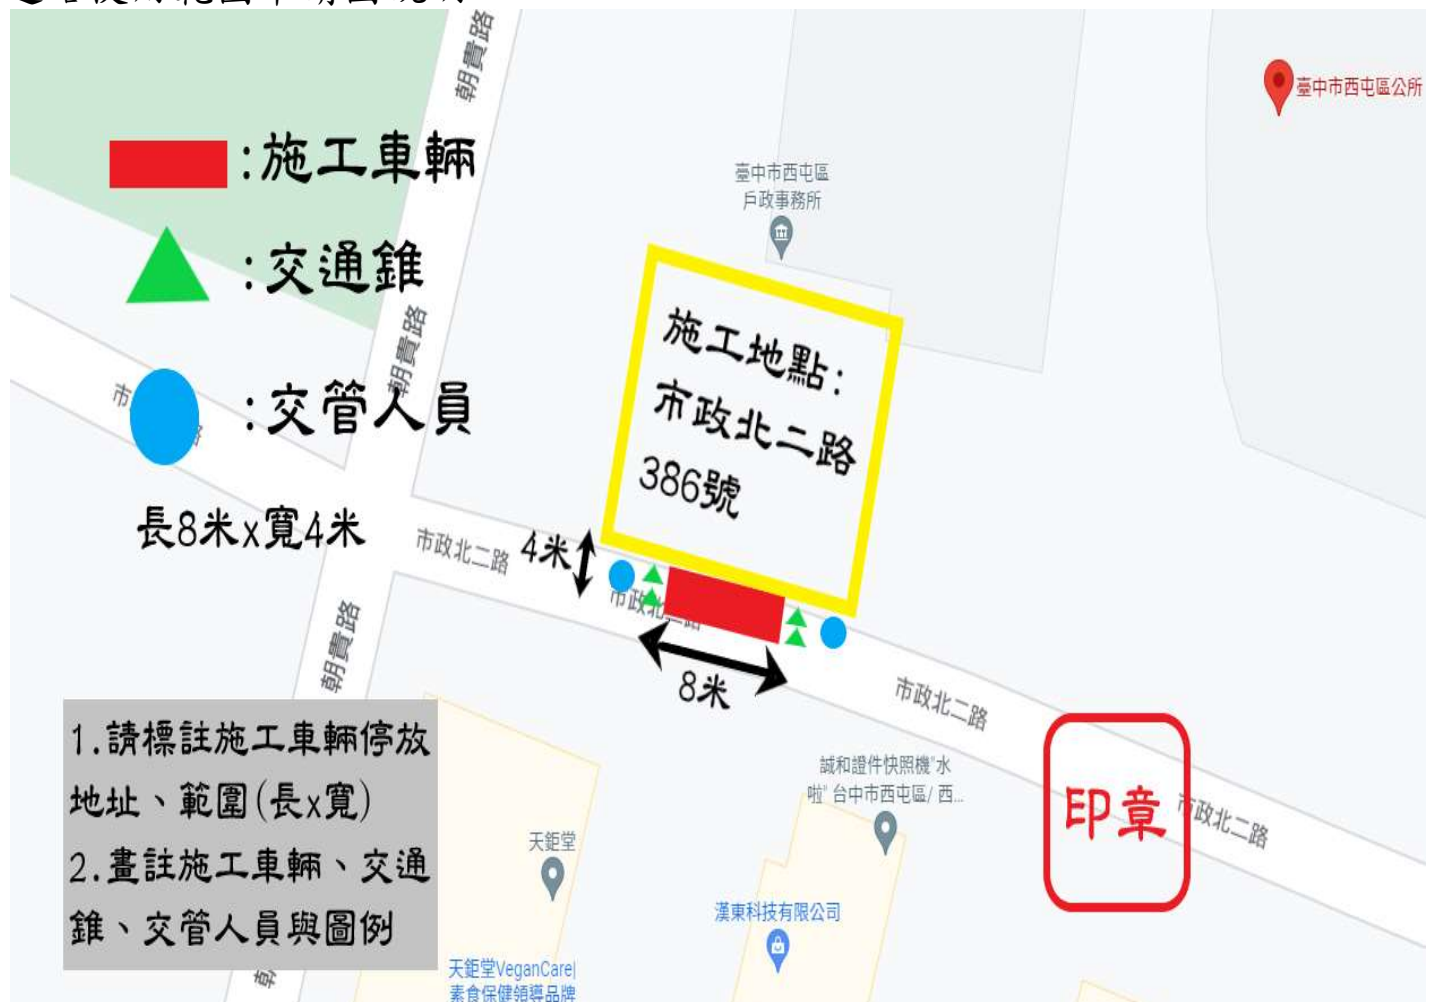 朝貴路
臺中市西屯區公所
:施工車輛
臺中市西屯區
戶政事務所
:交通錐
朝貴路
施工地點:
市政北二路
386號
:交管人員
長8米x寬4米
市政北二路
4米
8米
朝貴路
市政北二路
1.請標註施工車輛停放
地址、範圍(長x寬)
2.畫註施工車輛、交通
錐、交管人員與圖例
誠和證件快照機"水
啦" 台中市西屯區/ 西...
印章
市政北二路
天鉅堂
漢東科技有限公司
天鉅堂VeganCare|
素食保健領導品牌